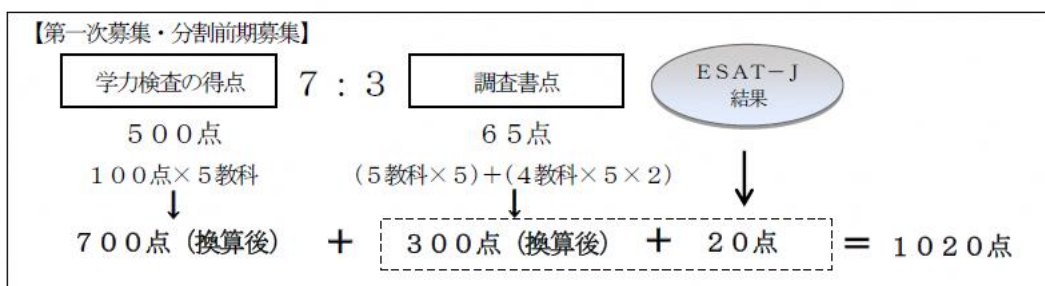 【第一次募集・分割前期募集】
学力検査の得点 7:3 調査書点 ESAT-J
結果
500点 65点
100点×5教科 (5教科×5)+(4教科×5×2)
700点(換算後) + 300点(換算後) + 20点 = 1020点